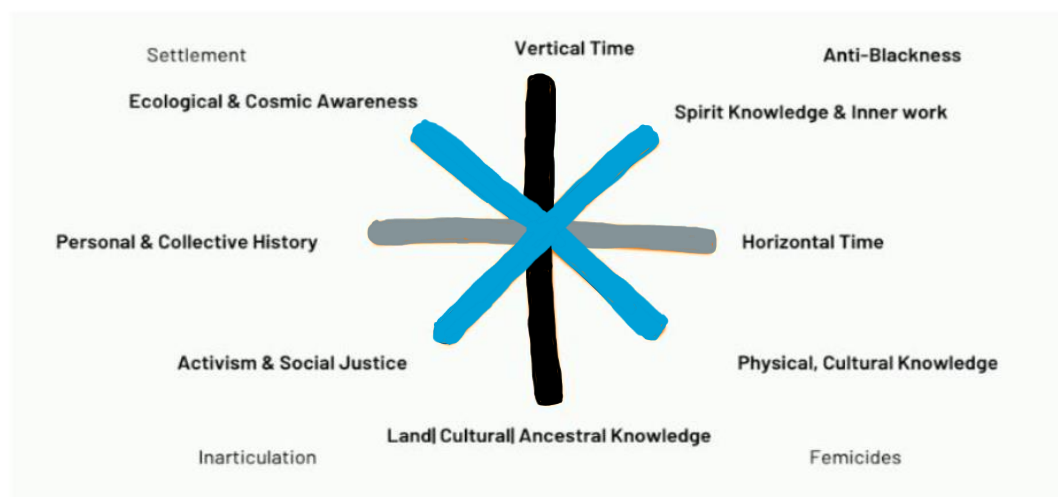 Settlement
Vertical Time
Anti-Blackness
Ecological & Cosmic Awareness
Spirit Knowledge & Inner work
Personal & Collective History
Horizontal Time
Activism & Social Justice
Physical, Cultural Knowledge
Land| Cultural| Ancestral Knowledge
Inarticulation
Femicides